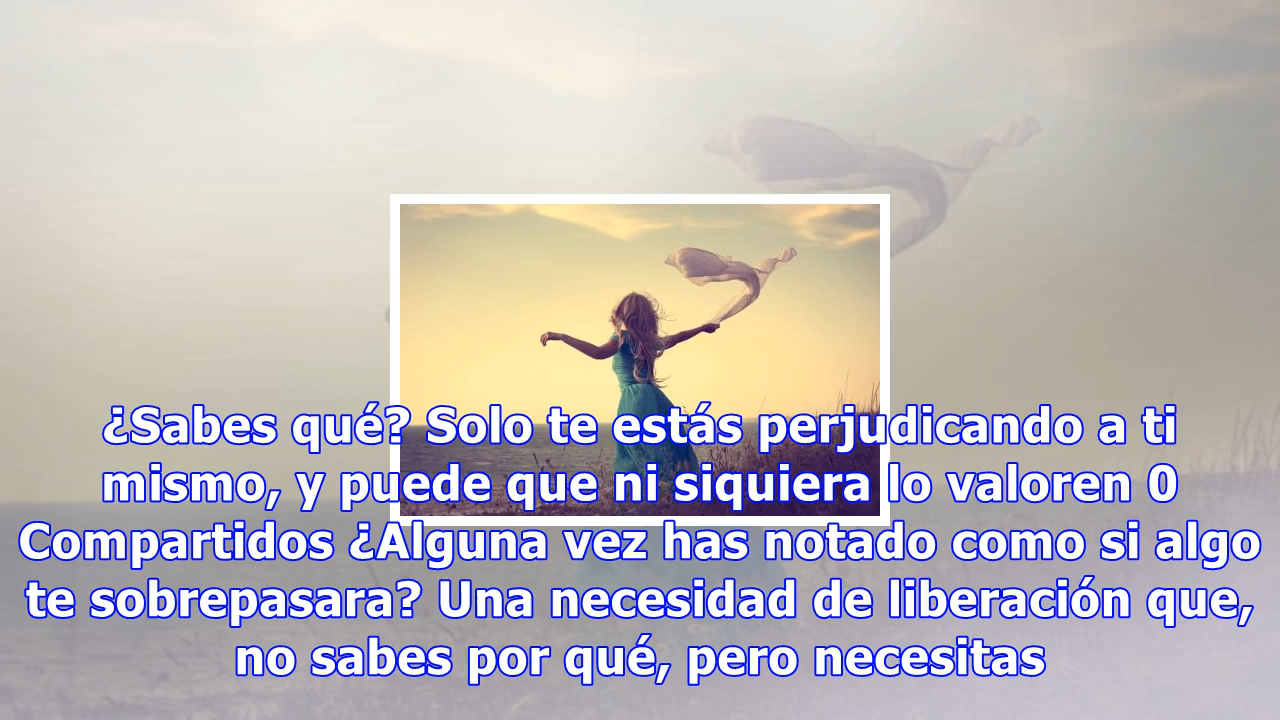 ¿Sabes qué? Solo te estás perjudicando a ti
mismo, y puede que ni siquiera lo valoren 0
Compartidos ¿Alguna vez has notado como si algo
te sobrepasara? Una necesidad de liberación que,
no sabes por qué, pero necesitas